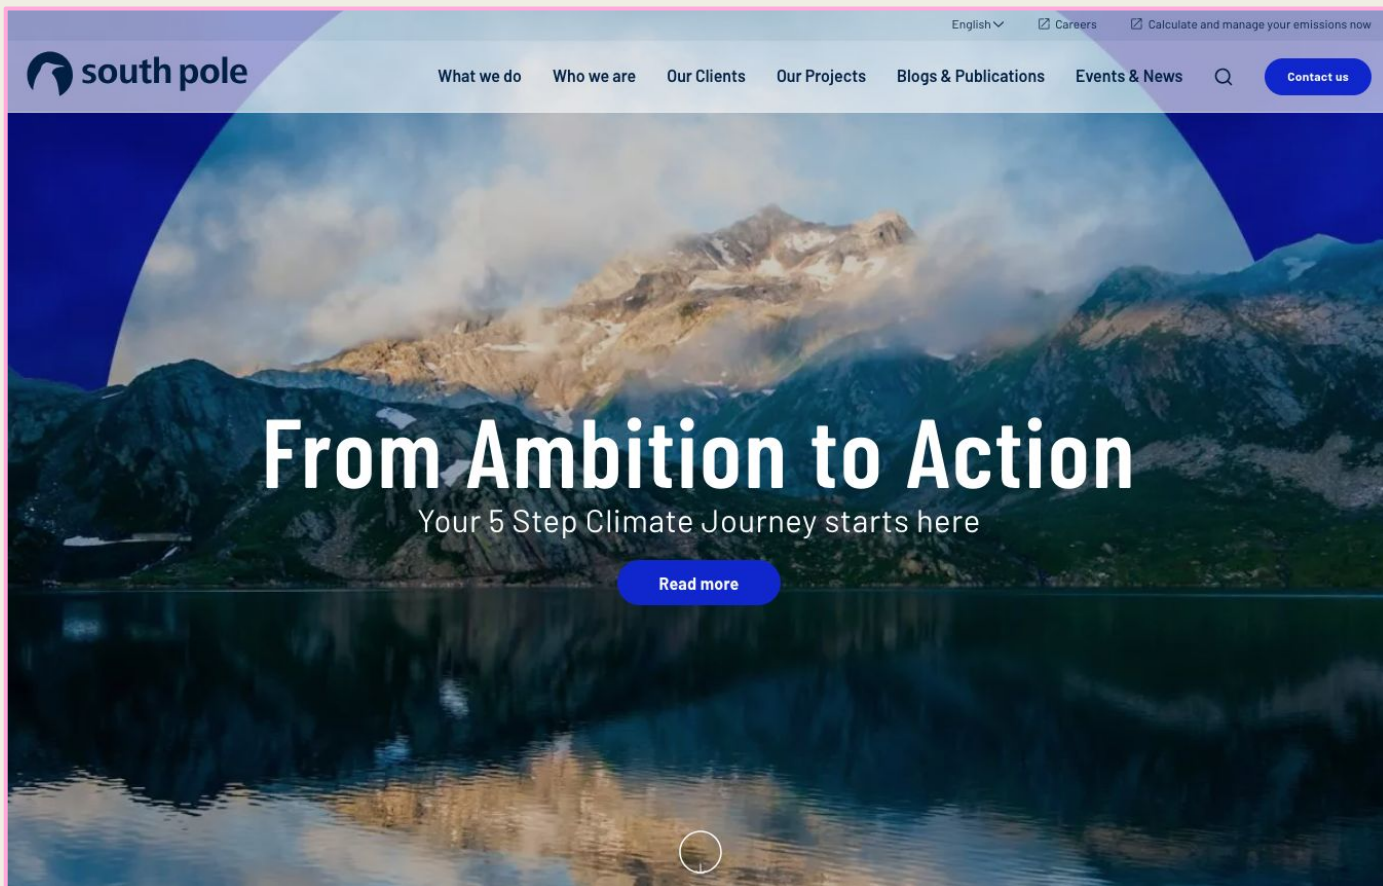 English
Careers
Calculate and manage your emissions now
south pole
What we do
Who we are
Our Clients
Our Projects
Blogs & Publications
Events & News
Contact us
From Ambition to Action
Your 5 Step Climate Journey starts here
Read more